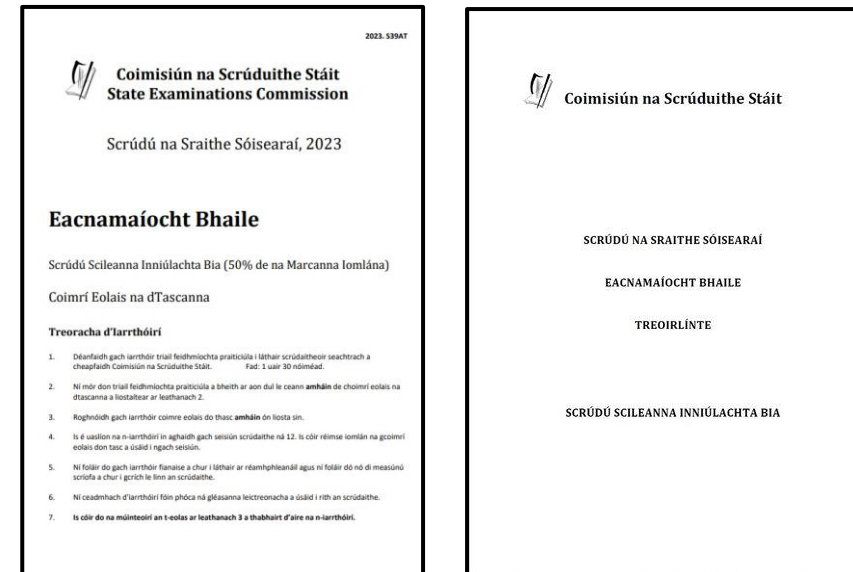 2023. S39AT
Coimisiún na Scrúduithe Stáit
State Examinations Commission
Scrúdú na Sraithe Sóisearaí, 2023
Eacnamaíocht Bhaile
Scrúdú Scileanna Inniúlachta Bia (50% de na Marcanna Iomlána)
Coimrí Eolais na dTascanna
Treoracha d'Iarrthóirí
1. Déanfaidh gach iarrthóir triail feidhmíochta praiticiúla i láthair scrúdaitheoir seachtrach a
cheapfaidh Coimisiún na Scrúduithe Stáit. Fad: 1 uair 30 nóiméad.
2. Ní mór don triail feidhmíochta praiticiúla a bheith ar aon dul le ceann amháin de choimrí eolais na
dtascanna a liostaítear ar leathanach 2.
3. Roghnóidh gach iarrthóir coimre eolais do thasc amháin ón liosta sin.
4. Is é uaslíon na n-iarrthóirí in aghaidh gach seisiún scrúdaithe ná 12. Is cóir réimse iomlán na gcoimrí
eolais don tasc a úsáid i ngach seisiún.
5. Ní foláir do gach iarrthóir fianaise a chur i láthair ar réamhphleanáil agus ní foláir dó nó di measúnú
scríofa a chur i gcrích le linn an scrúdaithe.
6. Ní ceadmhach d'iarrthóirí fóin phóca ná gléasanna leictreonacha a úsáid i rith an scrúdaithe.
7. Is cóir do na múinteoirí an t-eolas ar leathanach 3 a thabhairt d'aire na n-iarrthóirí.
Coimisiún na Scrúduithe Stáit
SCRÚDÚ NA SRAITHE SÓISEARAÍ
EACNAMAÍOCHT BHAILE
TREOIRLÍNTE
SCRÚDÚ SCILEANNA INNIÚLACHTA BIA